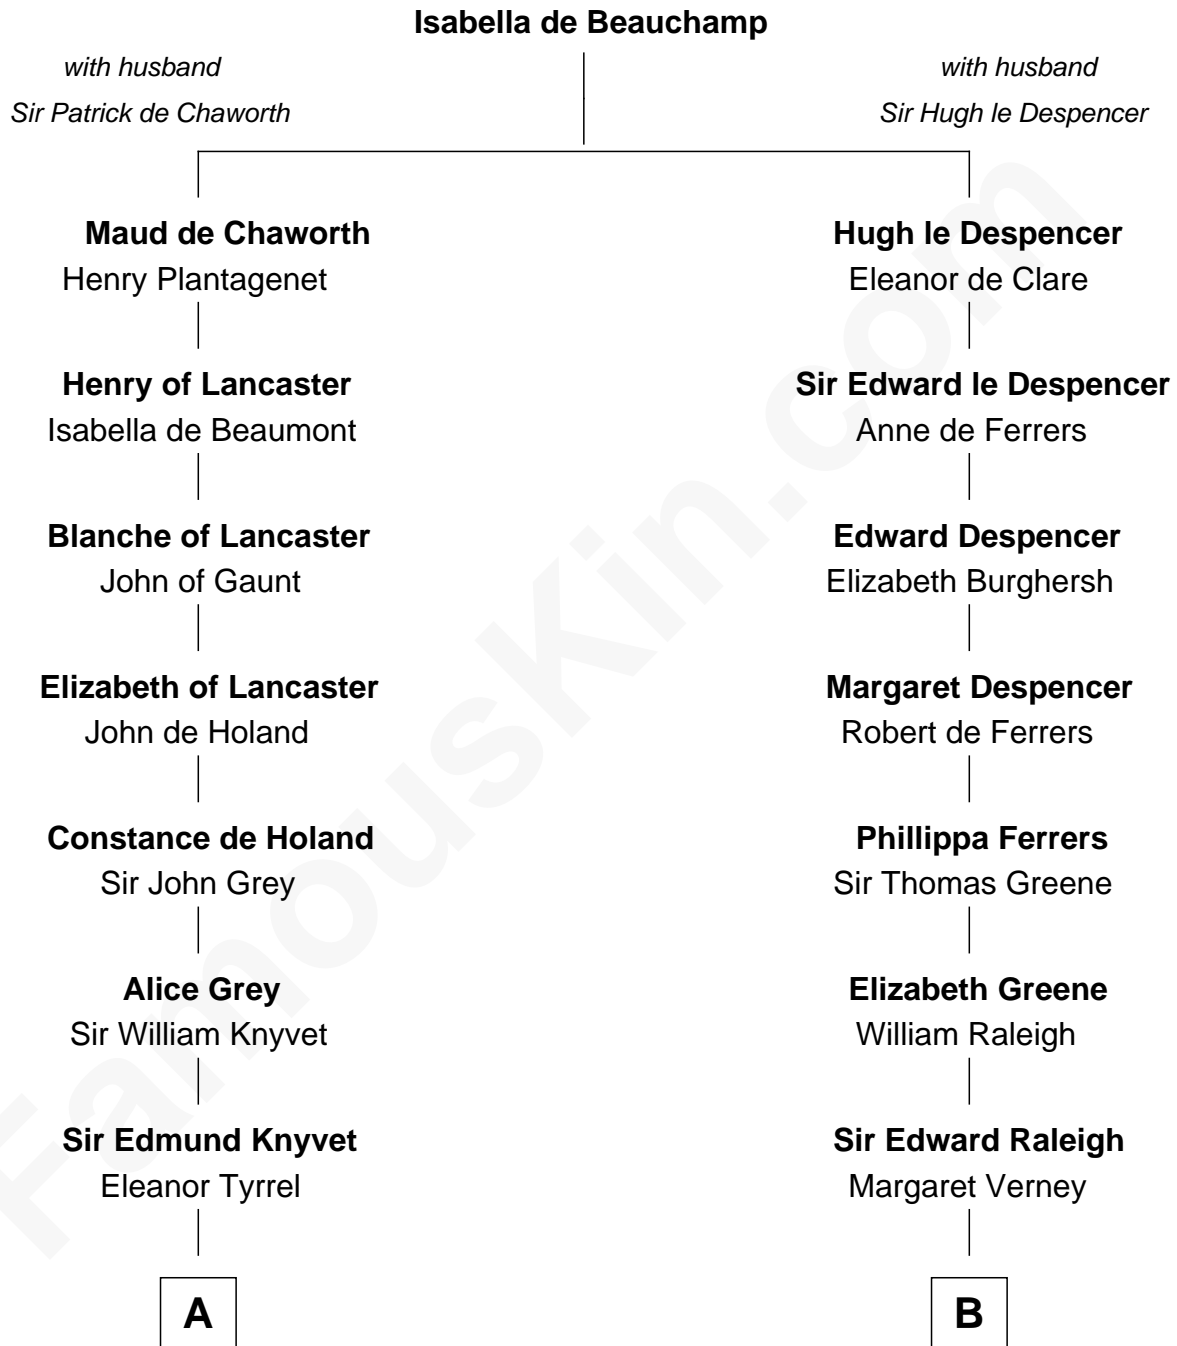 Isabella de Beauchamp
with husband
Sir Patrick de Chaworth
with husband
Sir Hugh le Despencer
Maud de Chaworth
Henry Plantagenet
Hugh le Despencer
Eleanor de Clare
Henry of Lancaster
Isabella de Beaumont
Sir Edward le Despencer
Anne de Ferrers
Blanche of Lancaster
John of Gaunt
Edward Despencer
Elizabeth Burghersh
Elizabeth of Lancaster
John de Holand
Margaret Despencer
Robert de Ferrers
Constance de Holand
Sir John Grey
Phillippa Ferrers
Sir Thomas Greene
Alice Grey
Sir William Knyvet
Elizabeth Greene
William Raleigh
Sir Edmund Knyvet
Eleanor Tyrrel
Sir Edward Raleigh
Margaret Verney
A
B
FamousKin.com